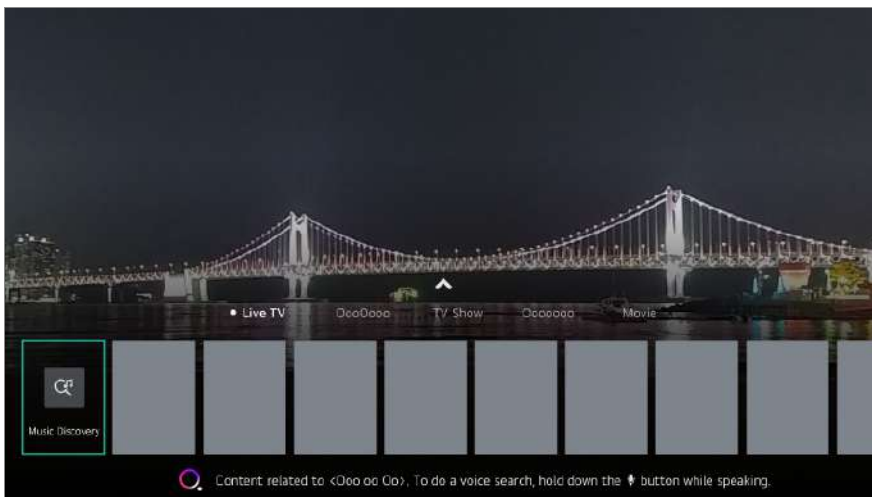 Live TV OooOooo TV Show Ooooooo Movie
Music Discovery
Content related to <Ooo oo Oo>, To do a voice search, hold down the button while speaking.